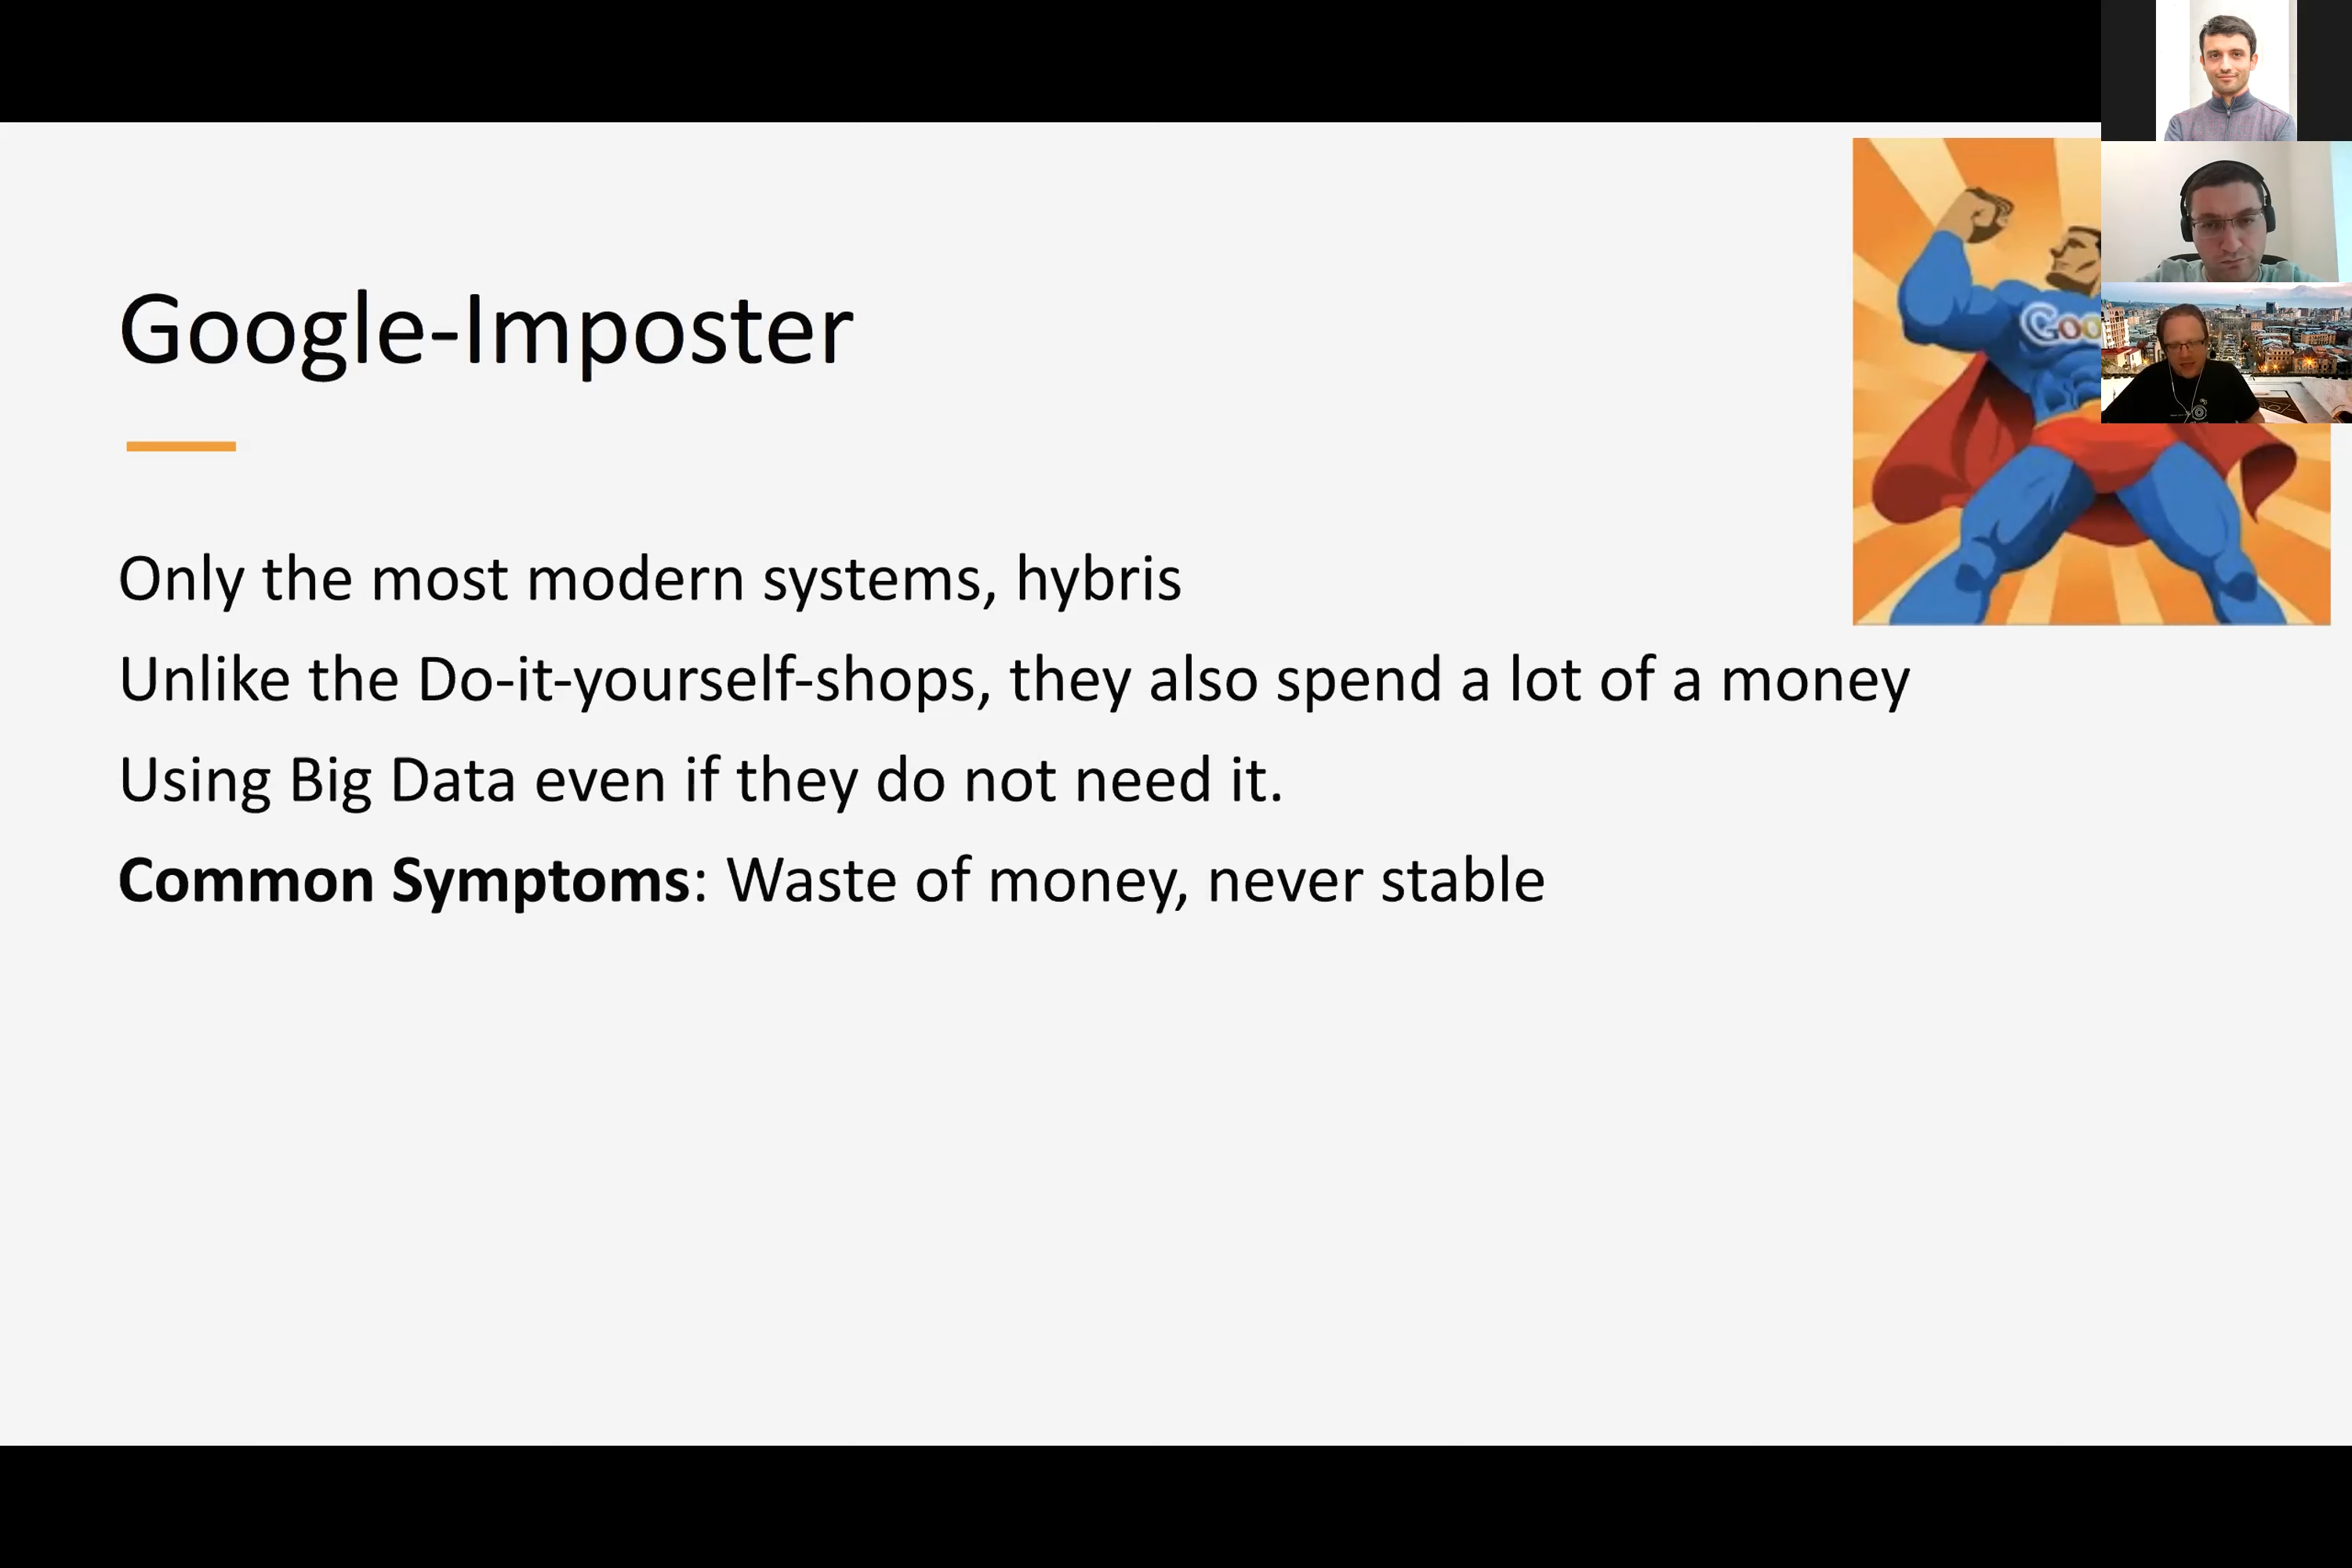 Google-Imposter
Goo
Only the most modern systems, hybris
Unlike the Do-it-yourself-shops, they also spend a lot of a money
Using Big Data even if they do not need it.
Common Symptoms: Waste of money, never stable